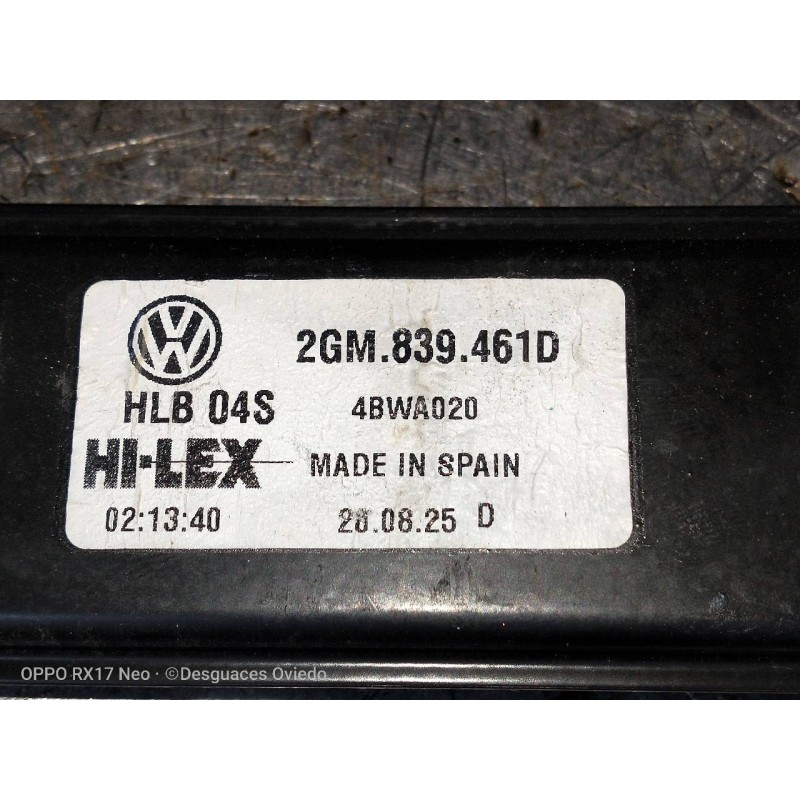 2GM.839.461D
HLB 04S 4BWA020
HI-LEX MADE IN SPAIN
02:13:40 20.08.25 D
OPPO RX17 Neo · ©Desguaces Oviedo